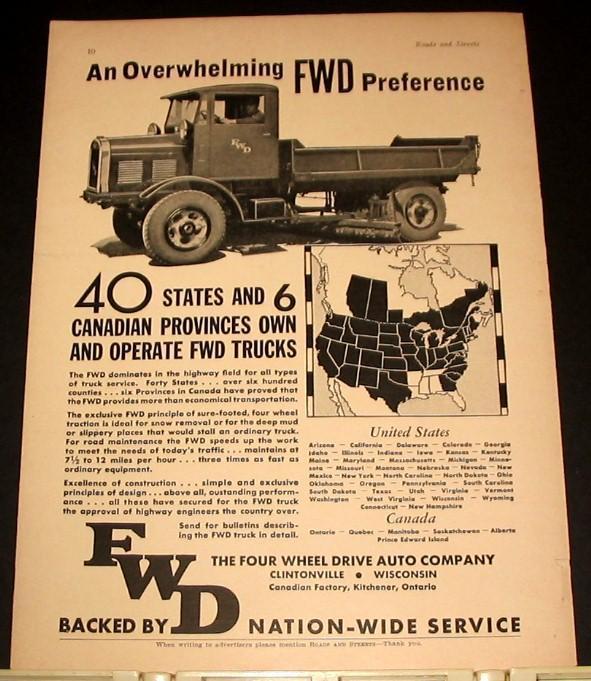 10
Roads and Streets
An Overwhelming FWD Preference
FWD
40 STATES AND 6
CANADIAN PROVINCES OWN
AND OPERATE FWD TRUCKS
The FWD dominates in the highway field for all types
of truck service. Forty States . . . over six hundred
counties . . . six Provinces in Canada have proved that
the FWD provides more than economical transportation.
The exclusive FWD principle of sure-footed, four wheel
traction is ideal for snow removal or for the deep mud
or slippery places that would stall an ordinary truck.
For road maintenance the FWD speeds up the work
to meet the needs of today's traffic . . . maintains at
7½ to 12 miles per hour . . . three times as fast as
ordinary equipment.
Excellence of construction . . . simple and exclusive
principles of design . . . above all, outstanding perform-
ance . . . all these have secured for the FWD truck
the approval of highway engineers the country over.
Send for bulletins describ-
ing the FWD truck in detail.
United States
Arizona — California — Delaware — Colorado — Georgia
Idaho — Illinois — Indiana — Iowa — Kansas — Kentucky
Maine — Maryland — Massachusetts — Michigan — Minne-
sota — Missouri — Montana — Nebraska — Nevada — New
Mexico — New York — North Carolina — North Dakota — Ohio
Oklahoma — Oregon — Pennsylvania — South Carolina
South Dakota — Texas — Utah — Virginia — Vermont
Washington — West Virginia — Wisconsin — Wyoming
Connecticut — New Hampshire
Canada
Ontario — Quebec — Manitoba — Saskatchewan — Alberta
Prince Edward Island
FWD
THE FOUR WHEEL DRIVE AUTO COMPANY
CLINTONVILLE • WISCONSIN
Canadian Factory, Kitchener, Ontario
BACKED BY NATION-WIDE SERVICE
When writing to advertisers please mention ROADS AND STREETS—Thank you.